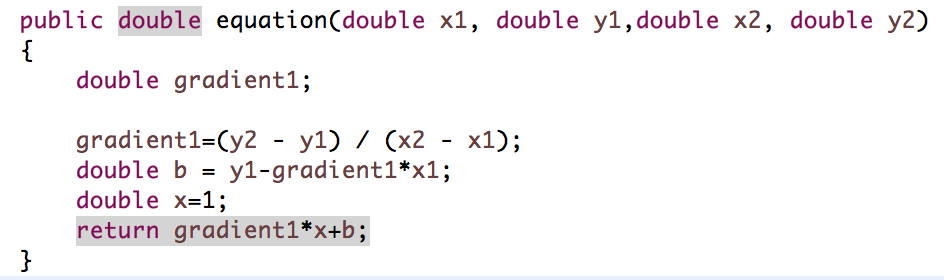 public double equation(double x1, double y1,double x2, double y2)
{
double gradient1;
gradient1=(y2 - y1) / (x2 - x1);
double b = y1-gradient1*x1;
double x=1;
return gradient1*x+b;
}